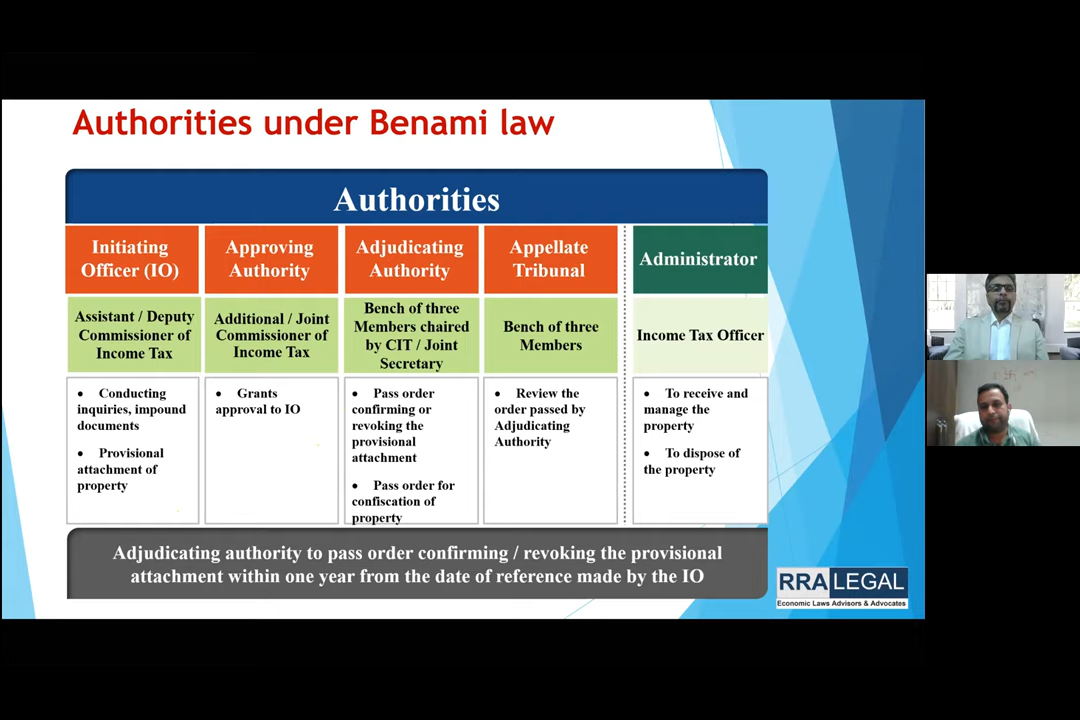 Authorities under Benami law
Authorities
Initiating
Officer (IO)
Approving
Authority
Adjudicating
Authority
Appellate
Tribunal
Administrator
Assistant / Deputy
Commissioner of
Income Tax
Additional / Joint
Commissioner of
Income Tax
Bench of three
Members chaired
by CIT / Joint
Secretary
Bench of three
Members
Income Tax Officer
• Conducting
inquiries, impound
documents
• Provisional
attachment of
property
• Grants
approval to IO
• Pass order
confirming or
revoking the
provisional
attachment
• Pass order for
confiscation of
property
• Review the
order passed by
Adjudicating
Authority
• To receive and
manage the
property
• To dispose of
the property
Adjudicating authority to pass order confirming / revoking the provisional
attachment within one year from the date of reference made by the IO
RRA LEGAL
Economic Laws Advisors & Advocates